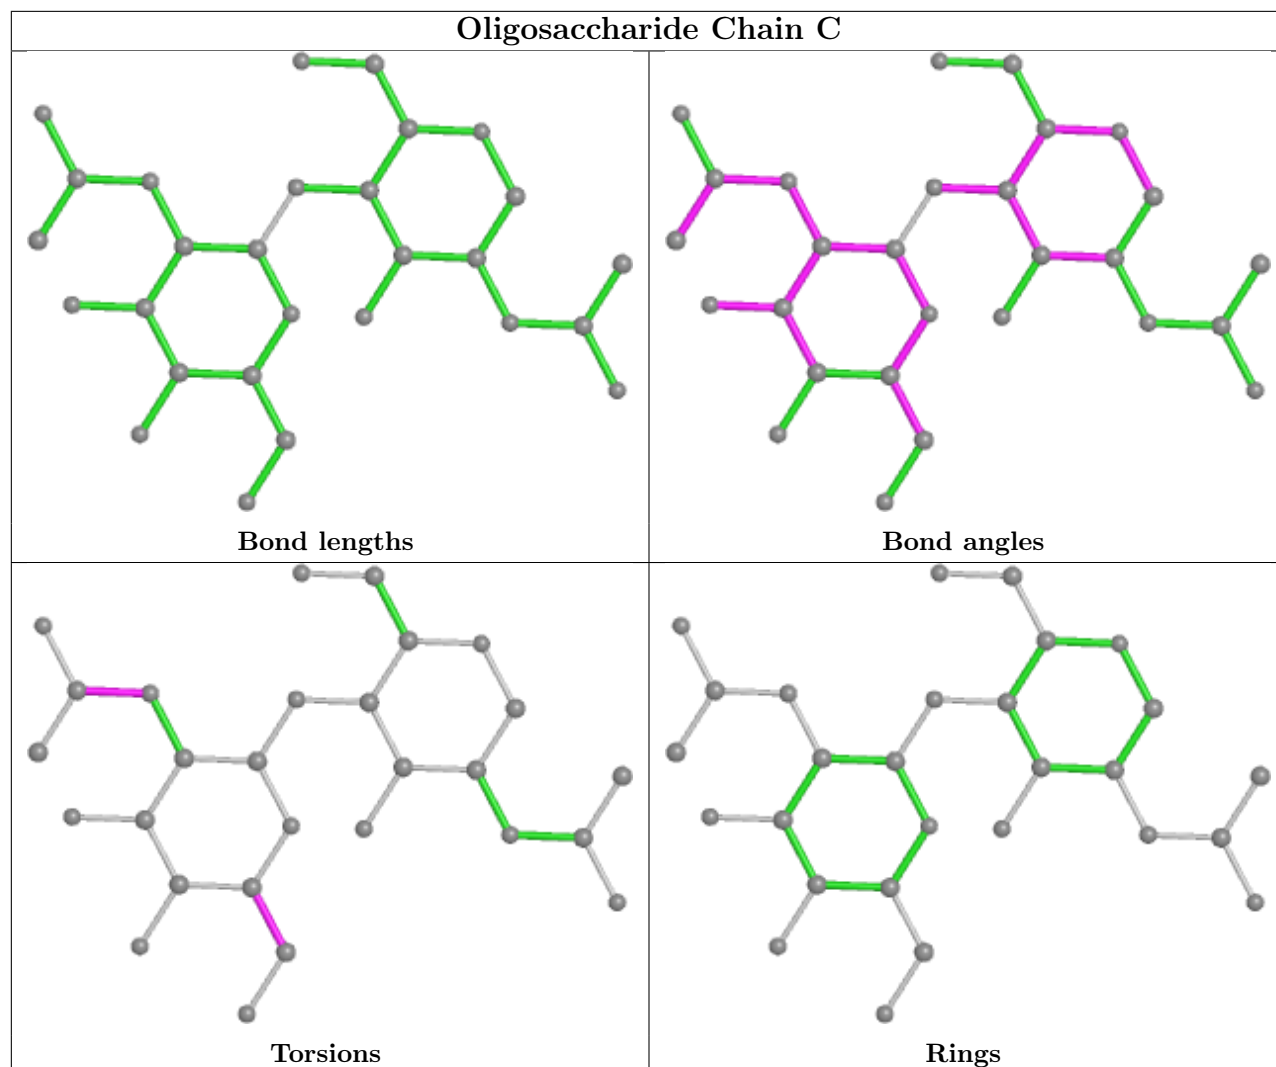 Oligosaccharide Chain C
Bond lengths
Bond angles
Torsions
Rings